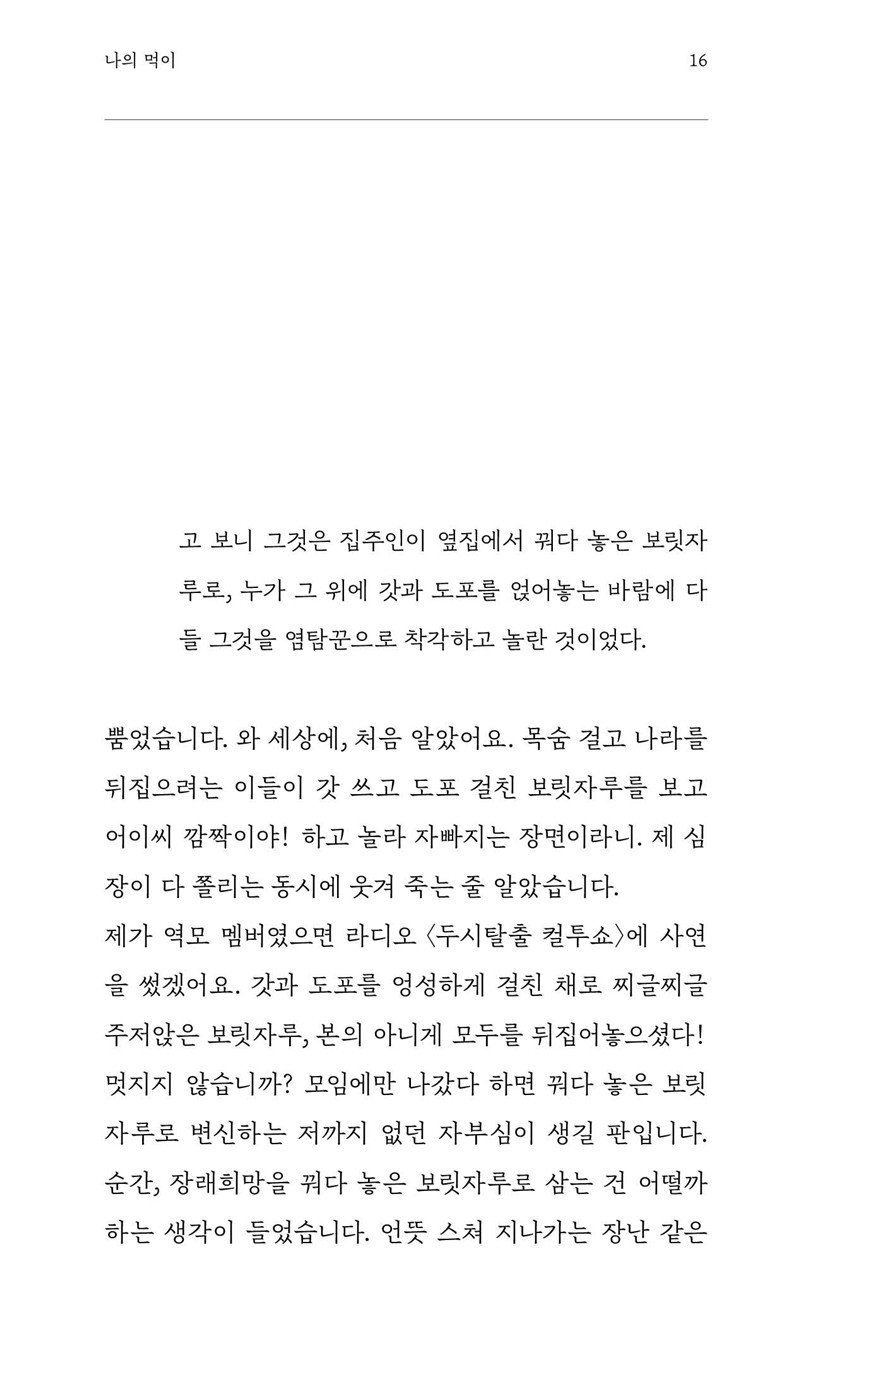 나의 먹이
16
고 보니 그것은 집주인이 옆집에서 꿔다 놓은 보릿자
루로, 누가 그 위에 갓과 도포를 얹어놓는 바람에 다
들 그것을 염탐꾼으로 착각하고 놀란 것이었다.
뿜었습니다. 와 세상에, 처음 알았어요. 목숨 걸고 나라를
뒤집으려는 이들이 갓 쓰고 도포 걸친 보릿자루를 보고
어이씨 깜짝이야! 하고 놀라 자빠지는 장면이라니. 제 심
장이 다 쫄리는 동시에 웃겨 죽는 줄 알았습니다.
제가 역모 멤버였으면 라디오 〈두시탈출 컬투쇼〉에 사연
을 썼겠어요. 갓과 도포를 엉성하게 걸친 채로 찌글찌글
주저앉은 보릿자루, 본의 아니게 모두를 뒤집어놓으셨다!
멋지지 않습니까? 모임에만 나갔다 하면 꿔다 놓은 보릿
자루로 변신하는 저까지 없던 자부심이 생길 판입니다.
순간, 장래희망을 꿔다 놓은 보릿자루로 삼는 건 어떨까
하는 생각이 들었습니다. 언뜻 스쳐 지나가는 장난 같은